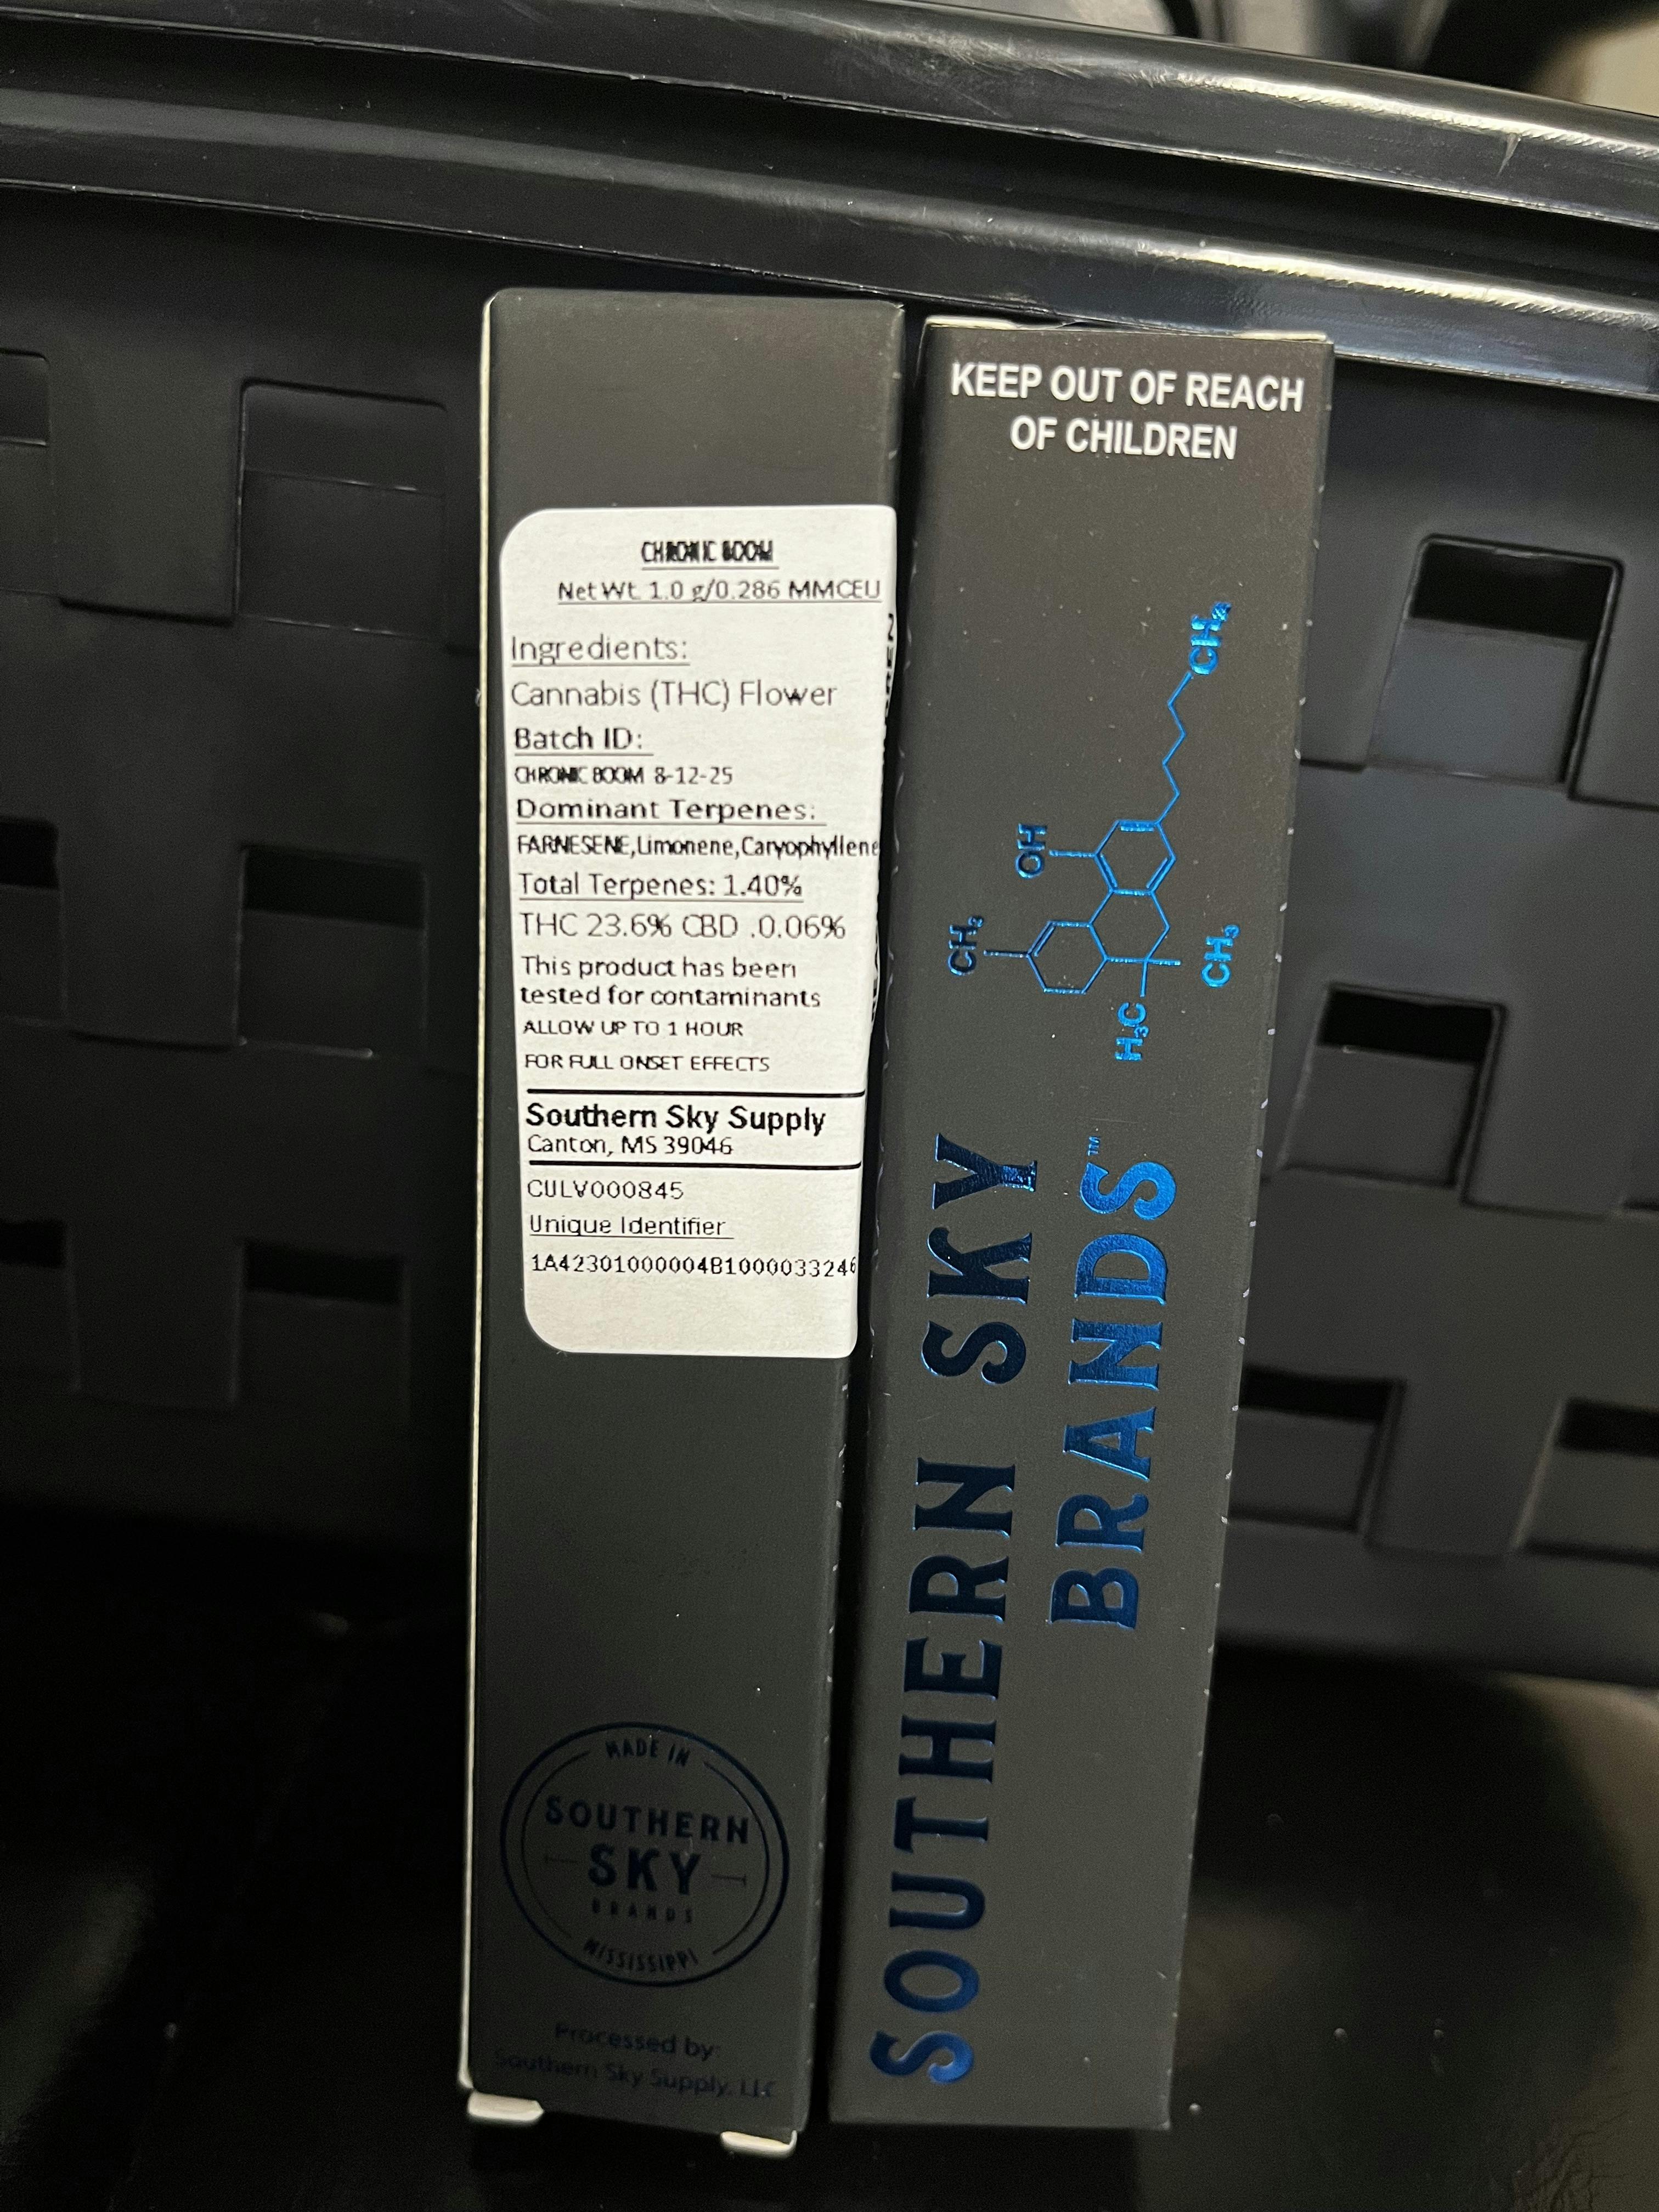 CHRONIC BOOM
Net Wt. 1.0 g/0.286 MMCEU
Ingredients:
Cannabis (THC) Flower
Batch ID:
CHRONIC BOOM 8-12-25
Dominant Terpenes:
FARNESENE,Limonene,Caryophyllene
Total Terpenes: 1.40%
THC 23.6% CBD .0.06%
This product has been
tested for contaminants
ALLOW UP TO 1 HOUR
FOR FULL ONSET EFFECTS
Southern Sky Supply
Canton, MS 39046
CULV000845
Unique Identifier
1A42301000004B1000033246
MADE IN
SOUTHERN
SKY
BRANDS
MISSISSIPPI
Processed by:
Southern Sky Supply, LLC
KEEP OUT OF REACH
OF CHILDREN
CH₃
OH
CH₃
CH₃
H₃C
SOUTHERN SKY
BRANDS™